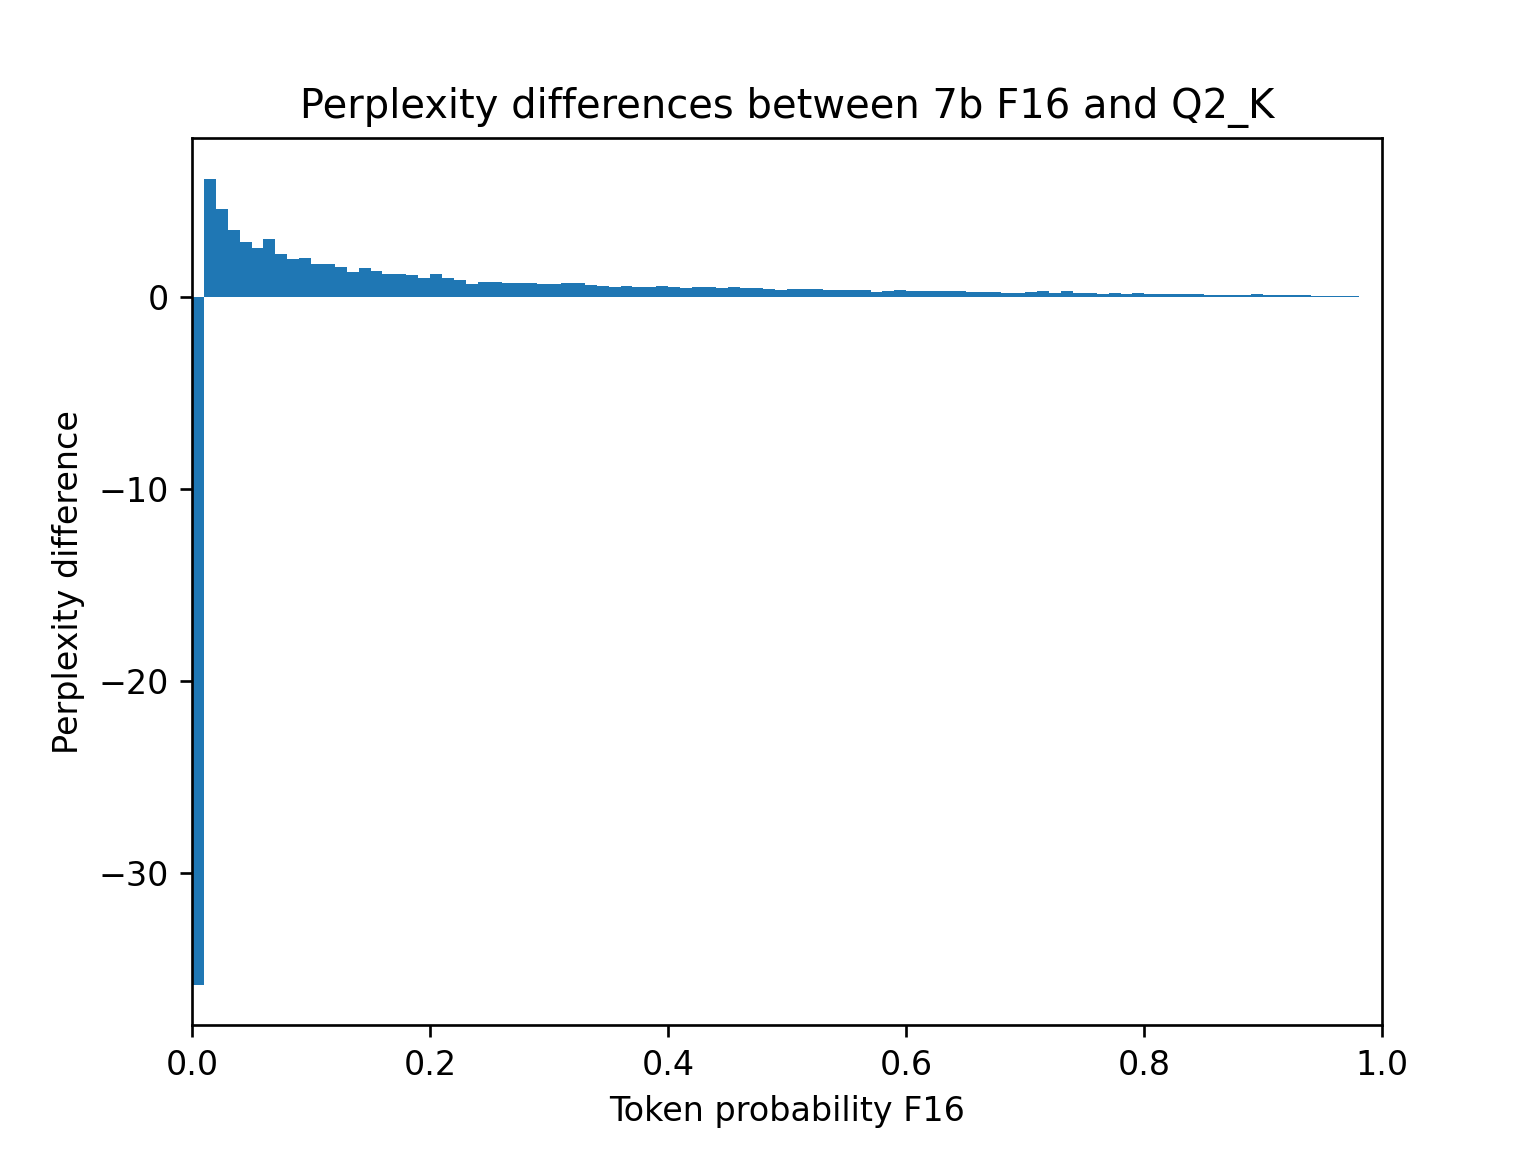 Perplexity differences between 7b F16 and Q2_K
0
−10
−20
−30
Perplexity difference
0.0 0.2 0.4 0.6 0.8 1.0
Token probability F16